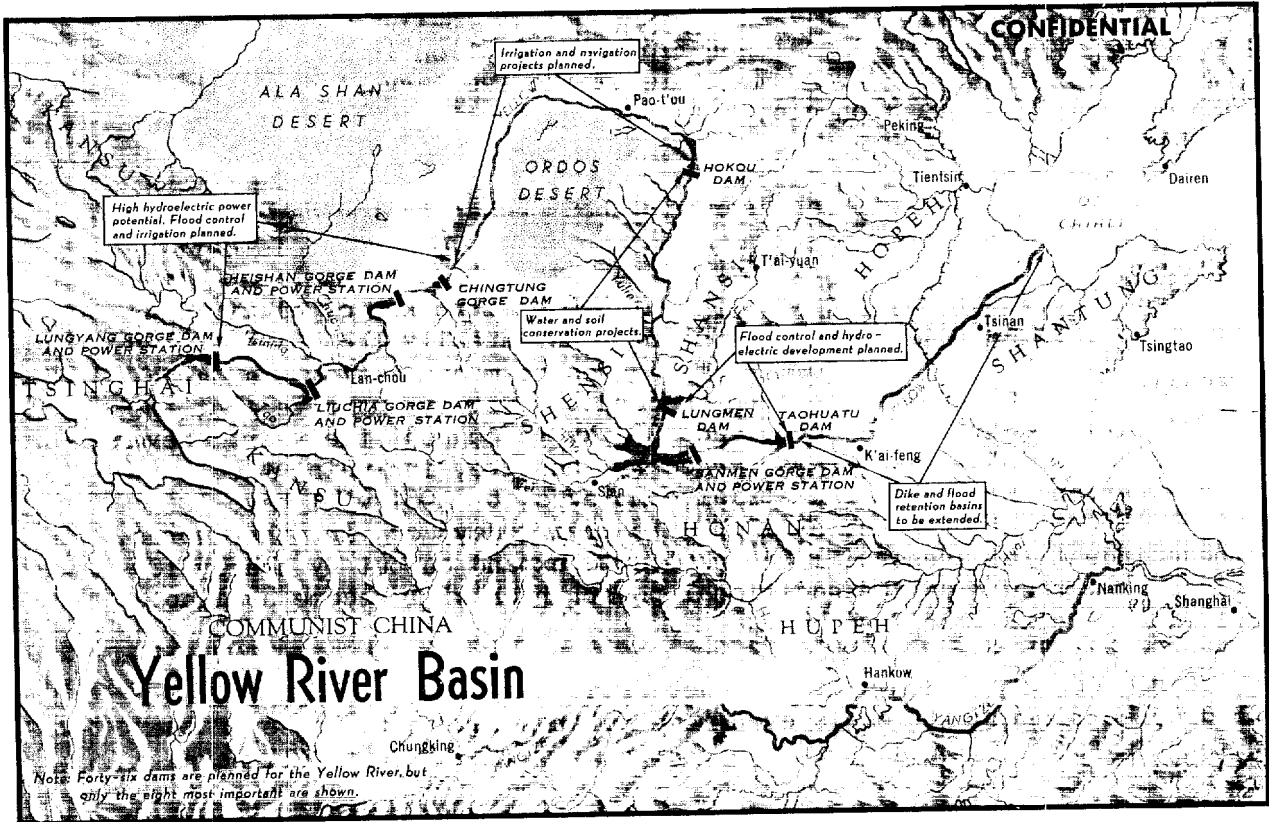 CONFIDENTIAL
Irrigation and navigation
projects planned.
ALA SHAN
DESERT
Pao-t'ou
Peking
ORDOS
DESERT
HOKOU
DAM
Tientsin
Dairen
High hydroelectric power
potential. Flood control
and irrigation planned.
CHIHLI
HOPEH
T'ai-yuan
SHANSI
HEISHAN GORGE DAM
AND POWER STATION
CHINGTUNG
GORGE DAM
Water and soil
conservation projects.
Flood control and hydro-
electric development planned.
Tsinan
SHANTUNG
Tsingtao
LUNGYANG GORGE DAM
AND POWER STATION
Lan-chou
TSINGHAI
LIUCHIA GORGE DAM
AND POWER STATION
SHENSI
LUNGMEN
DAM
TAOHUATU
DAM
K'ai-feng
SANMEN GORGE DAM
AND POWER STATION
Sian
KANSU
Dike and flood
retention basins
to be extended.
HONAN
Nanking
Shanghai
COMMUNIST CHINA
HUPEH
Yellow River Basin
Hankow
YANGTZE
Chungking
Note: Forty-six dams are planned for the Yellow River, but
only the eight most important are shown.